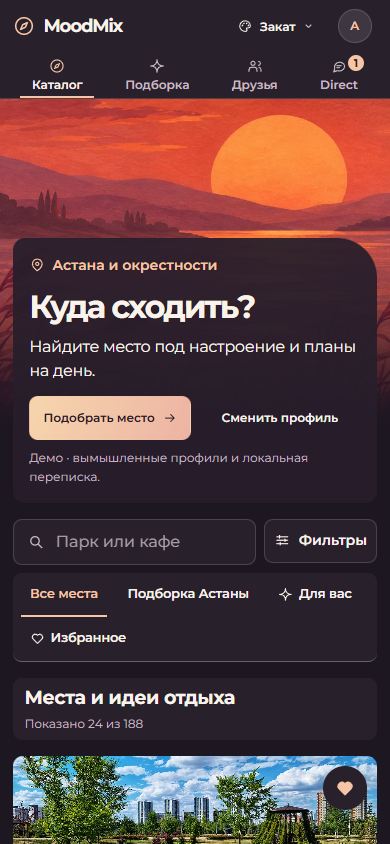 MoodMix
Закат
A
Каталог
Подборка
Друзья
1
Direct
Астана и окрестности
Куда сходить?
Найдите место под настроение и планы
на день.
Подобрать место →
Сменить профиль
Демо · вымышленные профили и локальная
переписка.
Парк или кафе
Фильтры
Все места
Подборка Астаны
Для вас
Избранное
Места и идеи отдыха
Показано 24 из 188